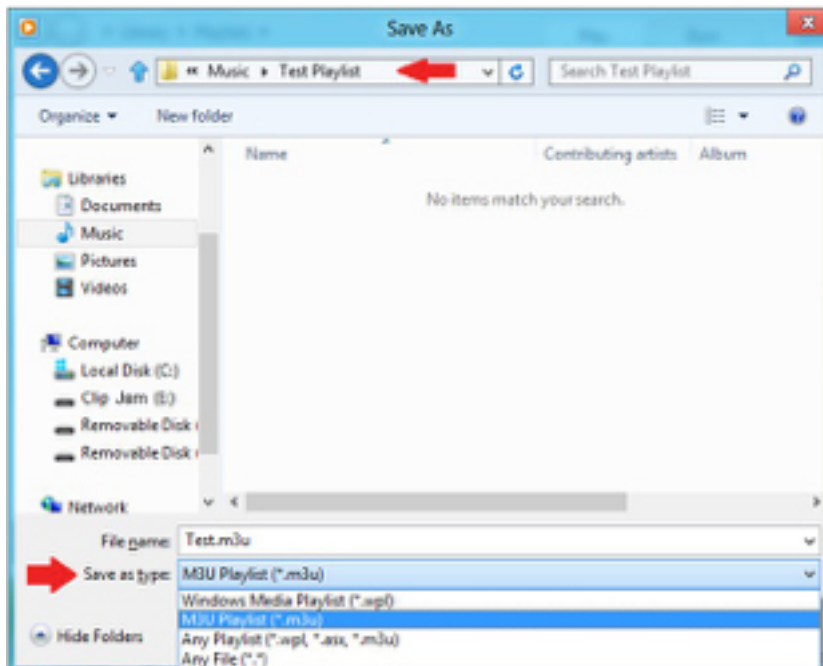 Save As
« Music ▸ Test Playlist
Search Test Playlist
Organize
New folder
Name
Contributing artists
Album
No items match your search.
Libraries
Documents
Music
Pictures
Videos
Computer
Local Disk (C:)
Clip Jam (E:)
Removable Disk
Removable Disk
Network
File name: Test.m3u
Save as type: M3U Playlist (*.m3u)
Windows Media Playlist (*.wpl)
M3U Playlist (*.m3u)
Any Playlist (*.wpl, *.asx, *.m3u)
Any File (*.*)
Hide Folders